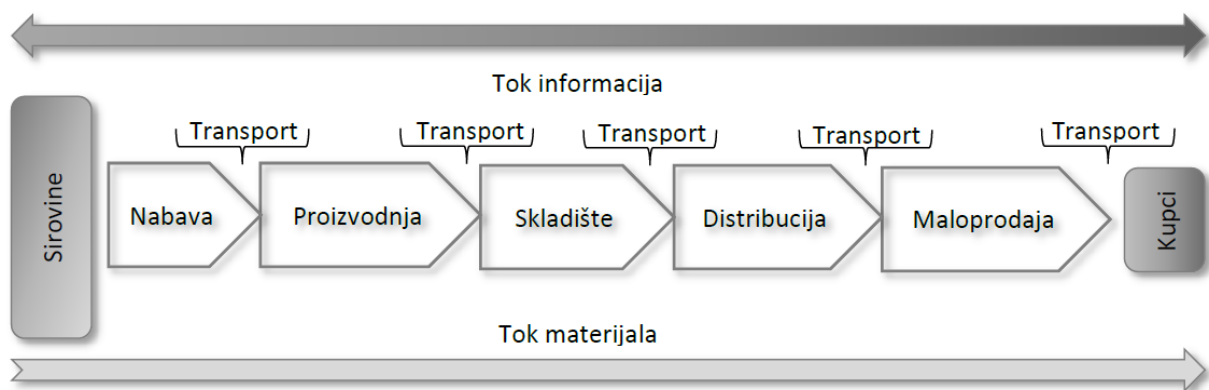 Tok informacija
Transport Transport Transport Transport Transport
Sirovine
Nabava Proizvodnja Skladište Distribucija Maloprodaja
Kupci
Tok materijala